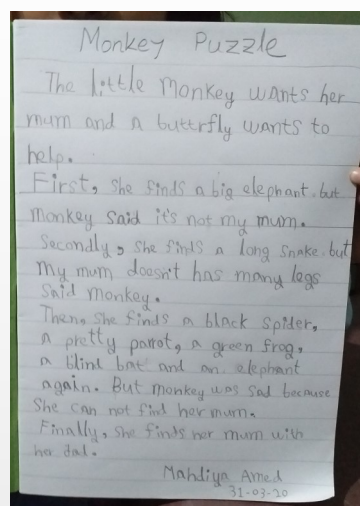 Monkey Puzzle
The little monkey wants her
mum and a buttrfly wants to
help.
First, she finds a big elephant. but
monkey said it's not my mum.
Secondly, she finds a long snake. but
my mum doesn't has many legs
said monkey.
Then, she finds a black spider,
a pretty parrot, a green frog,
a blind bat and an elephant
again. But monkey was sad because
she can not find her mum.
Finally, she finds her mum with
her dad.
Mahdiya Amed
31-03-20